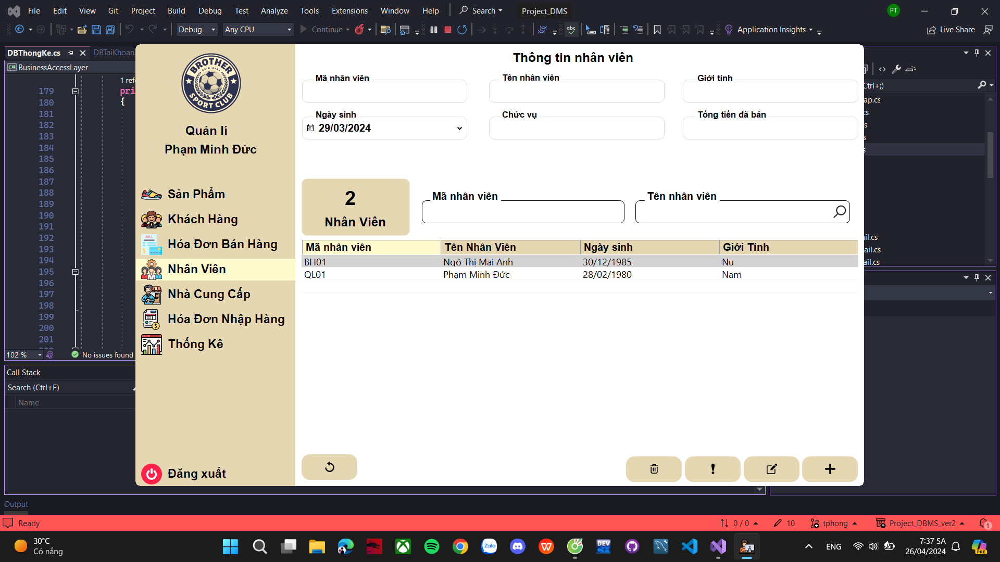 File Edit View Git Project Build Debug Test Analyze Tools Extensions Window Help Search Project_DMS PT
Debug Any CPU Continue Application Insights Live Share
DBThongKe.cs DBTaiKhoan.
BusinessAccessLayer
1 refe
179 pri
180 {
181
182
183
184
185
186
187
188
189
190
191
192
193
194
195
196
197
198
199
200
201
102 % No issues found
Call Stack
Search (Ctrl+E)
Name
BROTHER
ESTD-2024
SPORT CLUB
Quản lí
Phạm Minh Đức
Sản Phẩm
Khách Hàng
BILL
Hóa Đơn Bán Hàng
Nhân Viên
Nhà Cung Cấp
Hóa Đơn Nhập Hàng
Thống Kê
Đăng xuất
Thông tin nhân viên
Mã nhân viên Tên nhân viên Giới tính
Ngày sinh Chức vụ Tổng tiền đã bán
29/03/2024
2
Nhân Viên
Mã nhân viên Tên nhân viên
Mã nhân viên Tên Nhân Viên Ngày sinh Giới Tính
BH01 Ngô Thị Mai Anh 30/12/1985 Nu
QL01 Phạm Minh Đức 28/02/1980 Nam
Ctrl+;)
ap.cs
cs
s
s
s
il.cs
ail.cs
ail.cs
Output
Ready 0 / 0 10 tphong Project_DBMS_ver2 1
30°C
Có nắng
Zalo
DEV
ENG
7:37 SA
26/04/2024
PRE